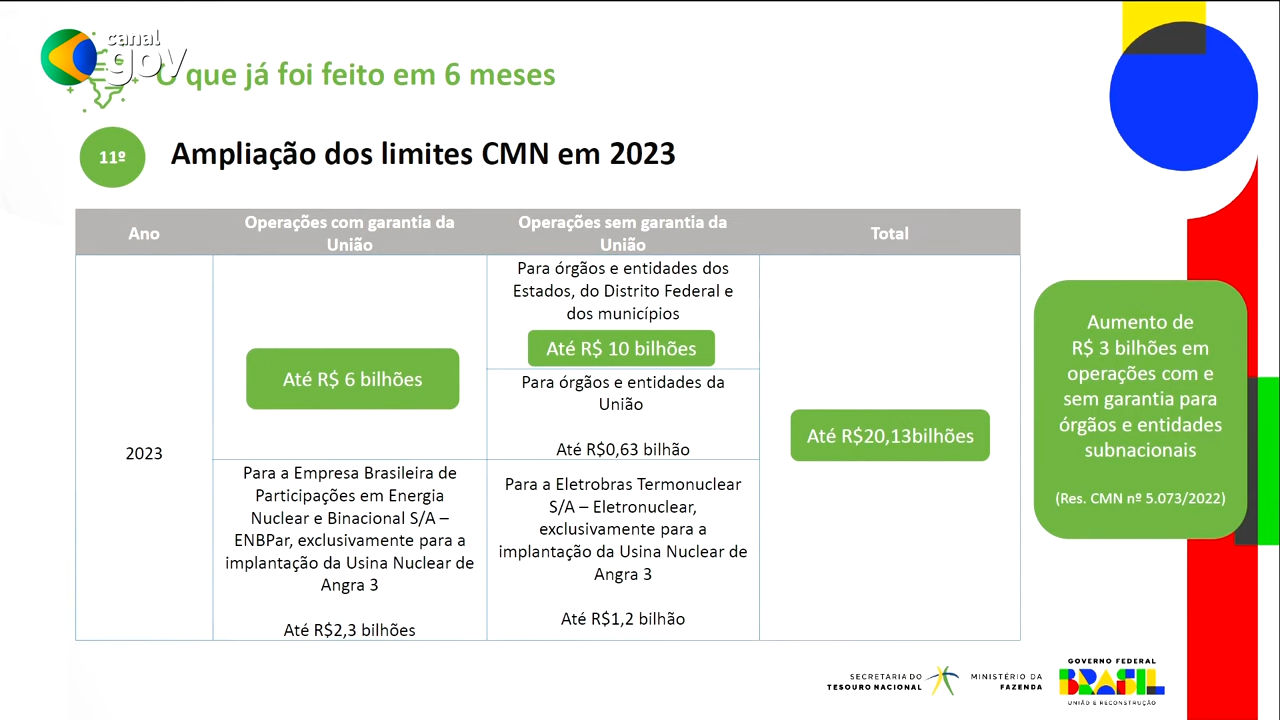 canal
gov
O que já foi feito em 6 meses
11º
Ampliação dos limites CMN em 2023
Ano
Operações com garantia da
União
Operações sem garantia da
União
Total
2023
Até R$ 6 bilhões
Para a Empresa Brasileira de
Participações em Energia
Nuclear e Binacional S/A –
ENBPar, exclusivamente para a
implantação da Usina Nuclear de
Angra 3
Até R$2,3 bilhões
Para órgãos e entidades dos
Estados, do Distrito Federal e
dos municípios
Até R$ 10 bilhões
Para órgãos e entidades da
União
Até R$0,63 bilhão
Para a Eletrobras Termonuclear
S/A – Eletronuclear,
exclusivamente para a
implantação da Usina Nuclear de
Angra 3
Até R$1,2 bilhão
Até R$20,13bilhões
Aumento de
R$ 3 bilhões em
operações com e
sem garantia para
órgãos e entidades
subnacionais
(Res. CMN nº 5.073/2022)
SECRETARIA DO
TESOURO NACIONAL
MINISTÉRIO DA
FAZENDA
GOVERNO FEDERAL
BRASIL
UNIÃO E RECONSTRUÇÃO